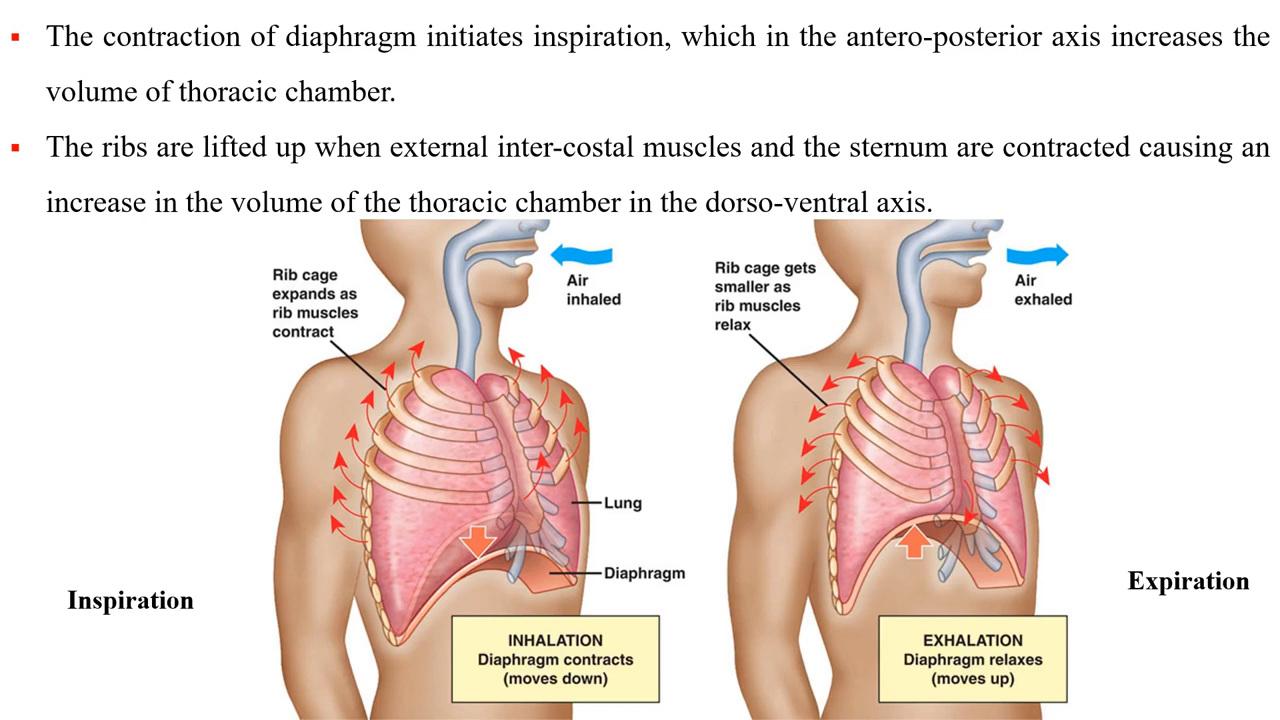 The contraction of diaphragm initiates inspiration, which in the antero-posterior axis increases the
volume of thoracic chamber.
The ribs are lifted up when external inter-costal muscles and the sternum are contracted causing an
increase in the volume of the thoracic chamber in the dorso-ventral axis.
Rib cage
expands as
rib muscles
contract
Air
inhaled
Lung
Diaphragm
Inspiration
INHALATION
Diaphragm contracts
(moves down)
Rib cage gets
smaller as
rib muscles
relax
Air
exhaled
Expiration
EXHALATION
Diaphragm relaxes
(moves up)